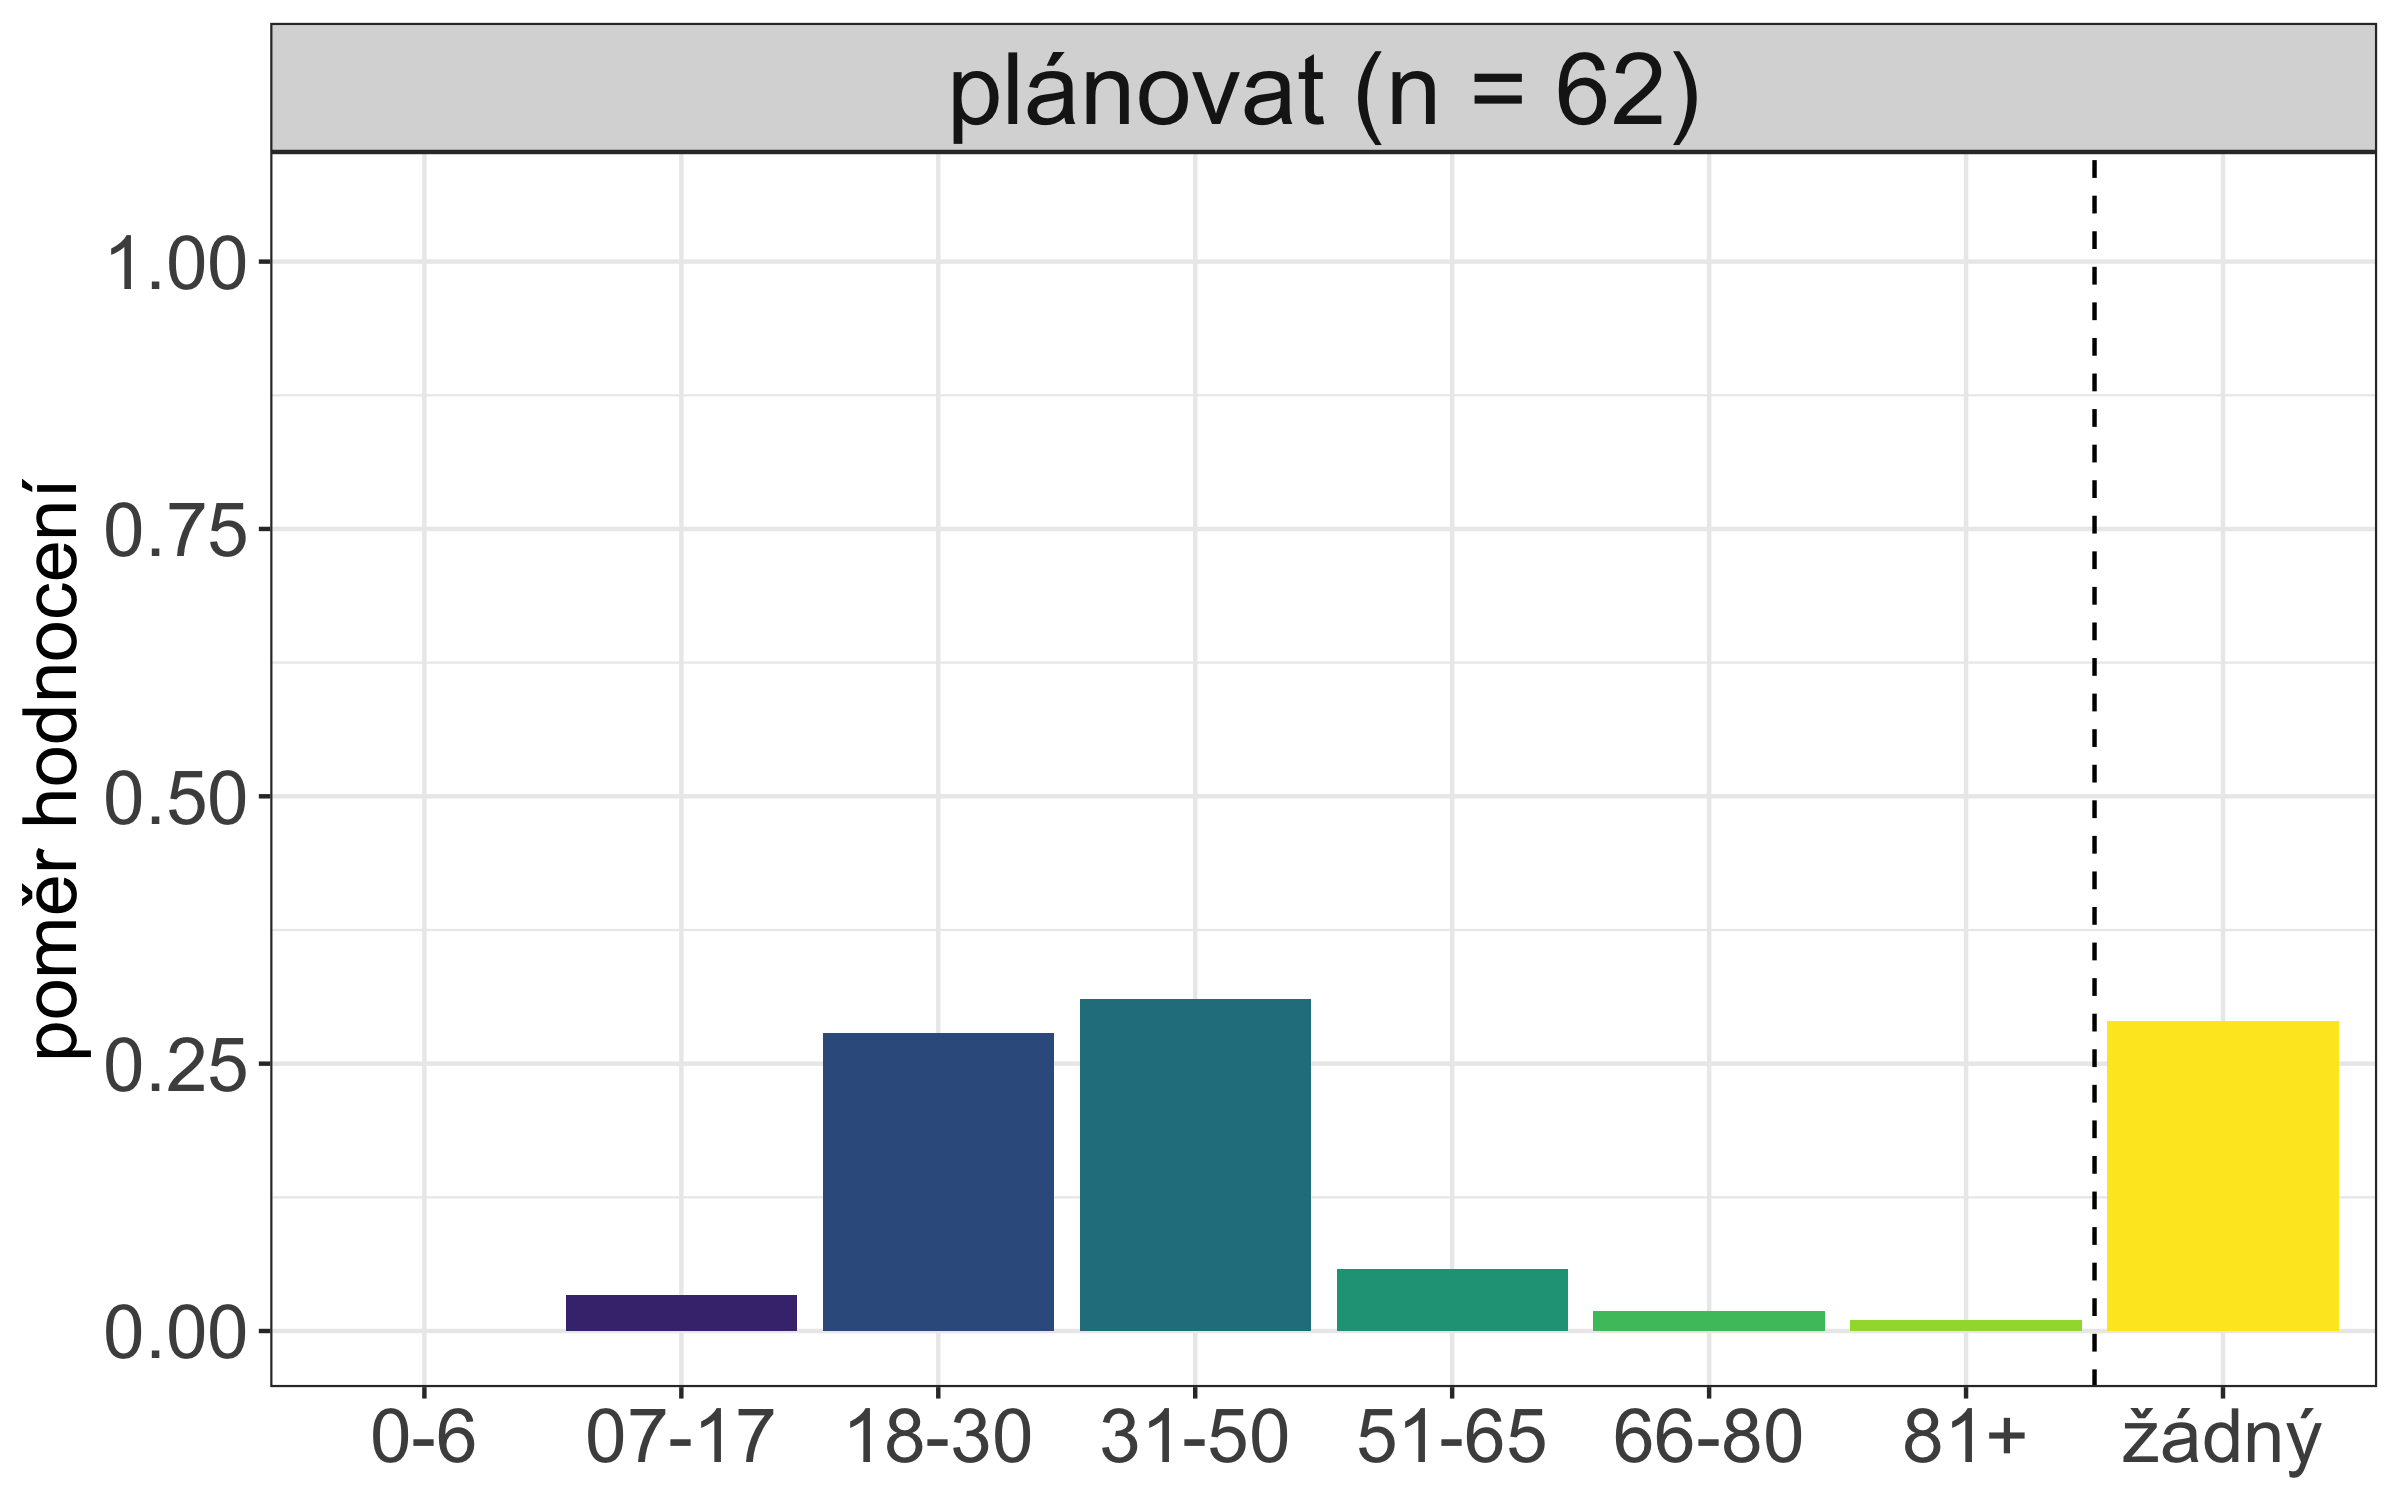 plánovat (n = 62)
poměr hodnocení
1.00
0.75
0.50
0.25
0.00
0-6 07-17 18-30 31-50 51-65 66-80 81+ žádný